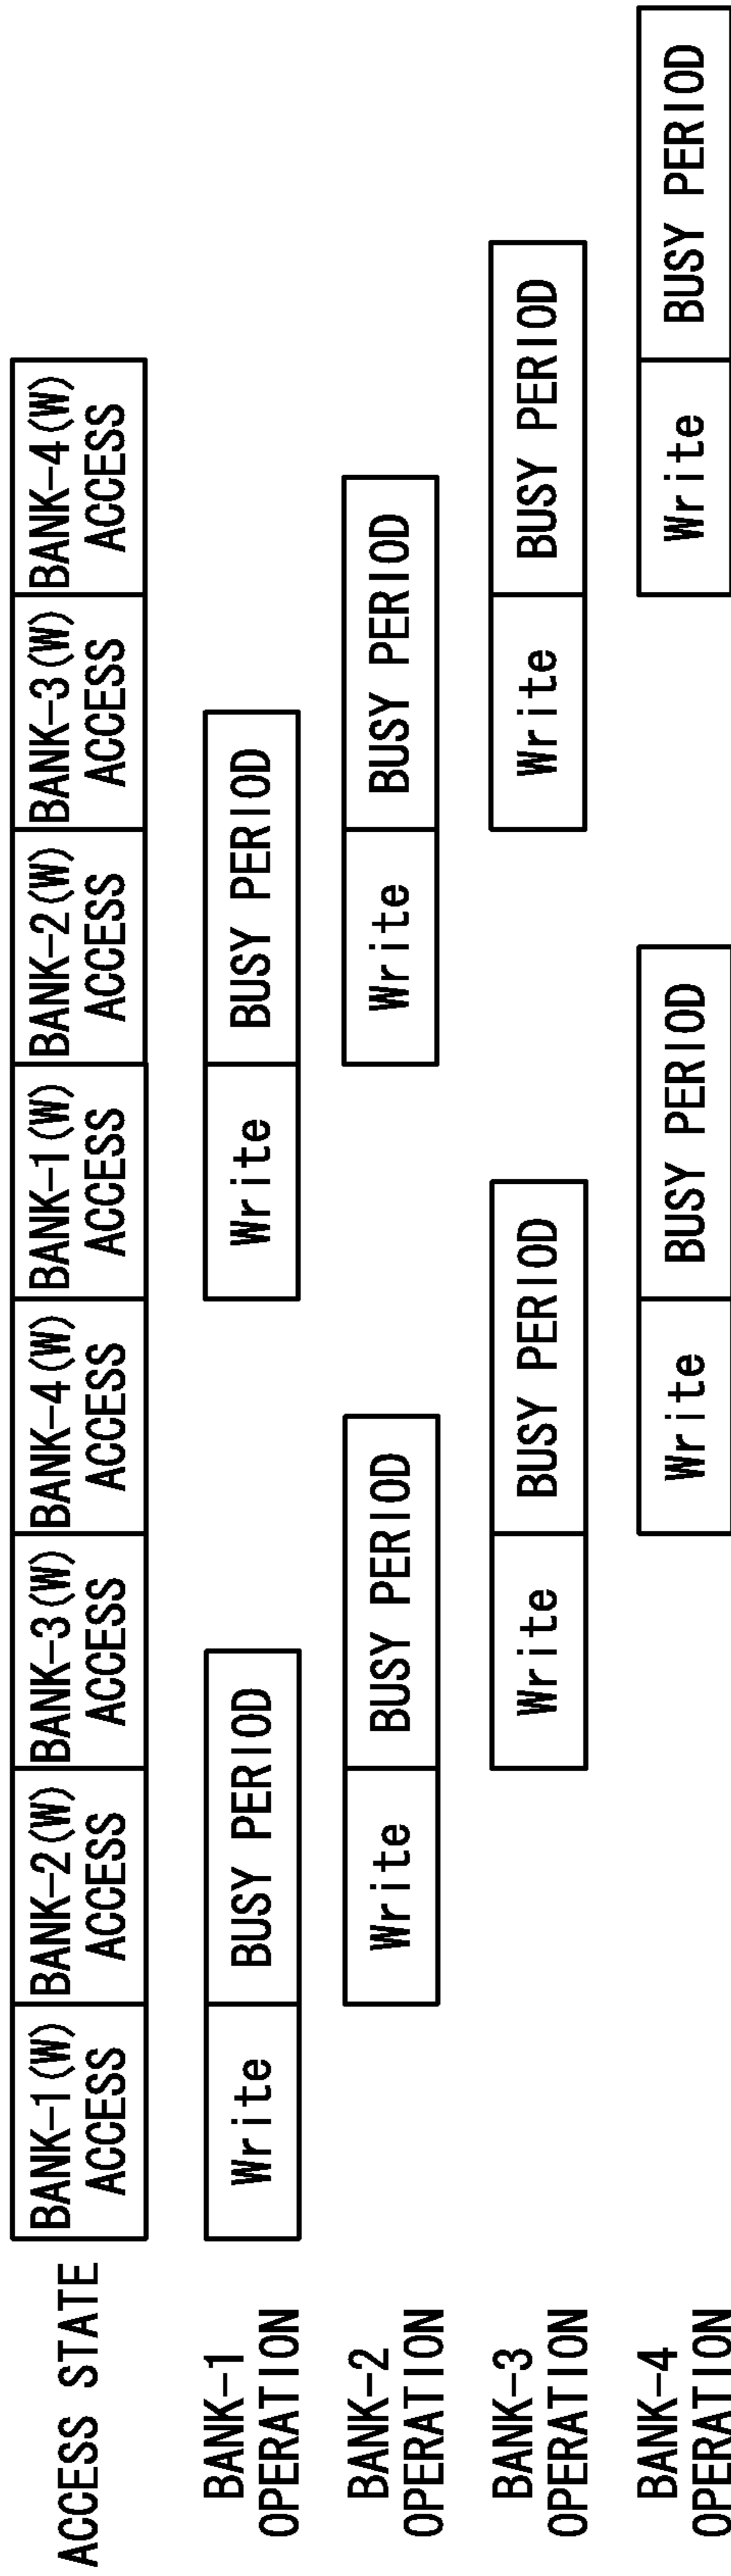 ACCESS STATE
BANK-1(W)
ACCESS
BANK-2(W)
ACCESS
BANK-3(W)
ACCESS
BANK-4(W)
ACCESS
BANK-1(W)
ACCESS
BANK-2(W)
ACCESS
BANK-3(W)
ACCESS
BANK-4(W)
ACCESS
BANK-1
OPERATION
Write
BUSY PERIOD
Write
BUSY PERIOD
BANK-2
OPERATION
Write
BUSY PERIOD
Write
BUSY PERIOD
BANK-3
OPERATION
Write
BUSY PERIOD
Write
BUSY PERIOD
BANK-4
OPERATION
Write
BUSY PERIOD
Write
BUSY PERIOD